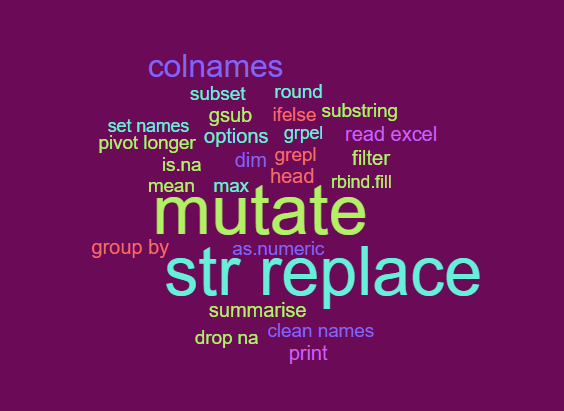 colnames
subset round
gsub ifelse substring
set names options grpel read excel
pivot longer
is.na dim grepl filter
mean max head rbind.fill
mutate
group by as.numeric
str replace
summarise
drop na clean names
print